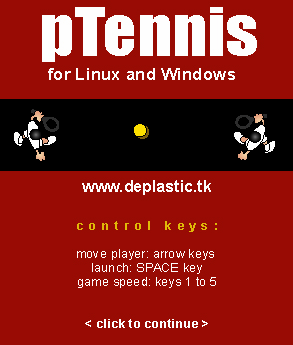 pTennis
for Linux and Windows
www.deplastic.tk
control keys:
move player: arrow keys
launch: SPACE key
game speed: keys 1 to 5
< click to continue >